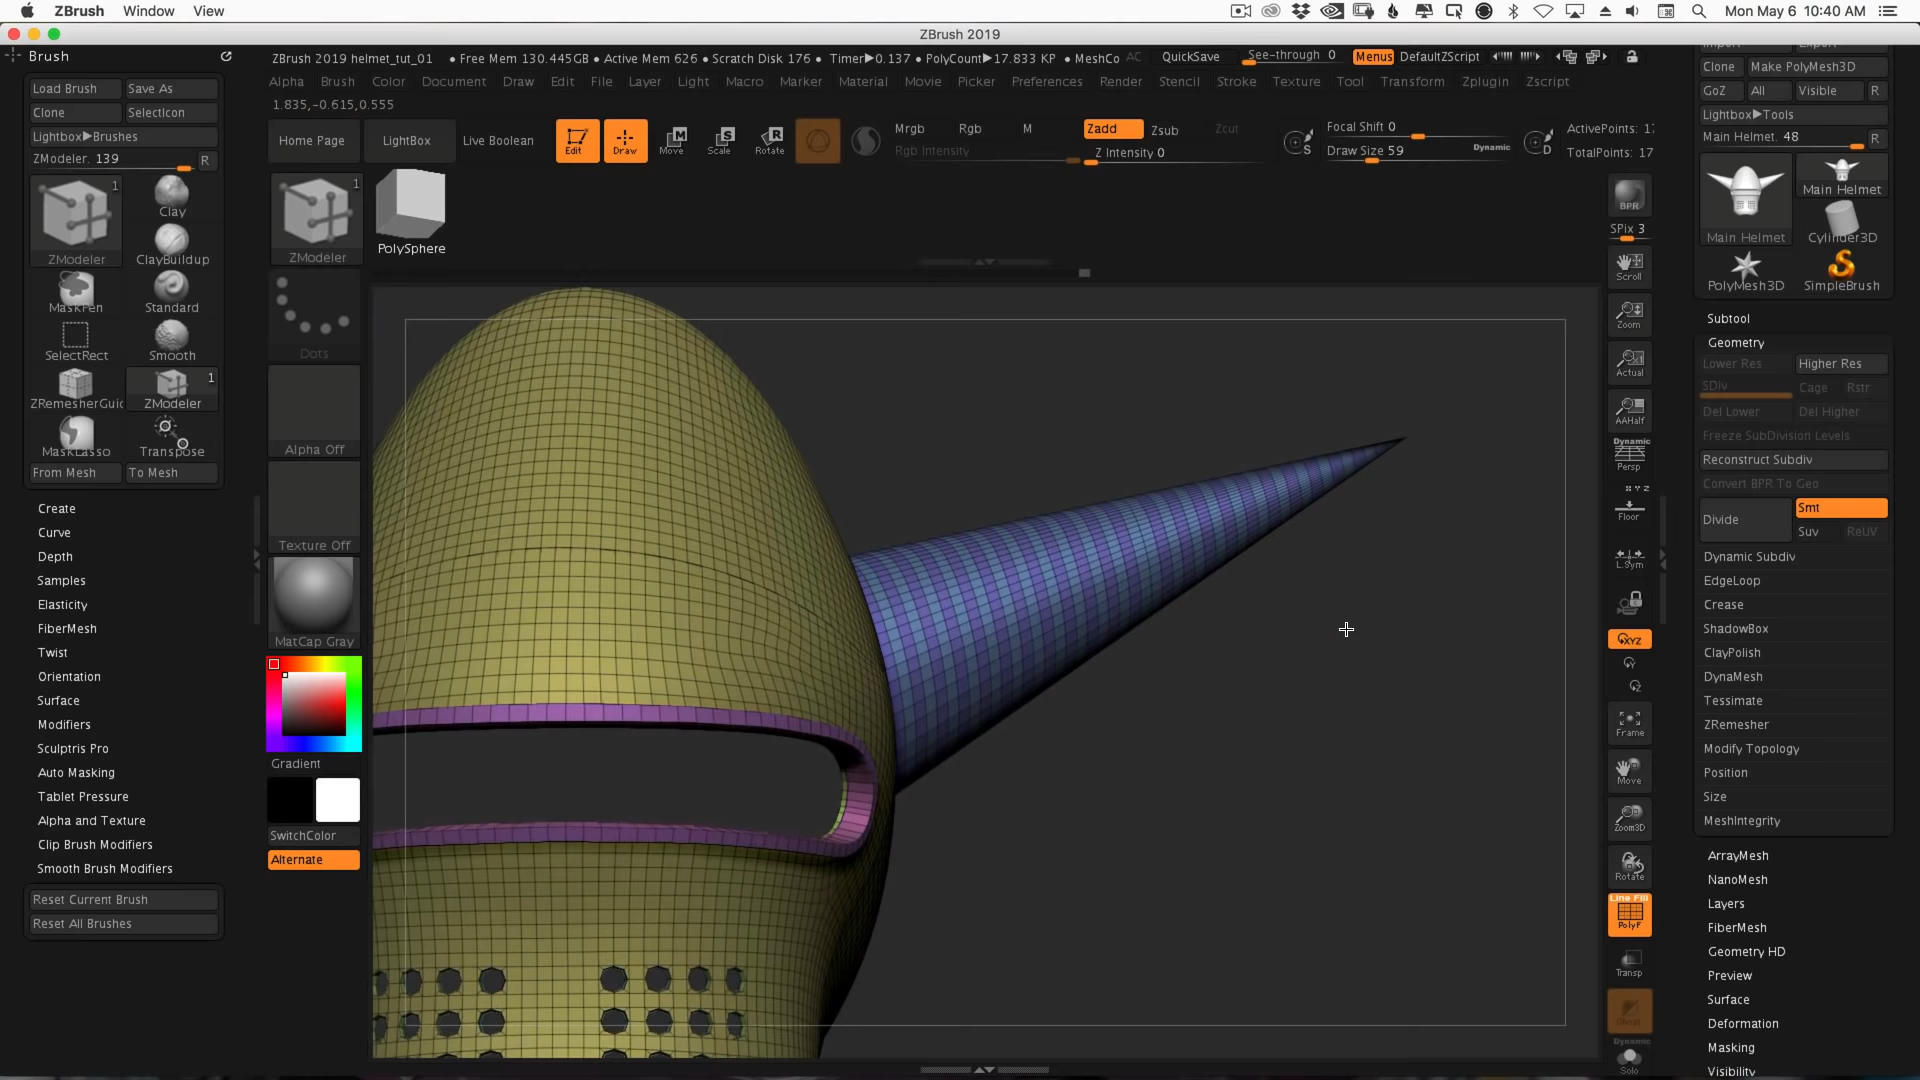 ZBrush Window View
Mon May 6 10:40 AM
ZBrush 2019
Brush
ZBrush 2019 helmet_tut_01 • Free Mem 130.445GB • Active Mem 626 • Scratch Disk 176 • Timer▶0.137 • PolyCount▶17.833 KP • MeshCo AC QuickSave See-through 0 Menus DefaultZScript
Alpha Brush Color Document Draw Edit File Layer Light Macro Marker Material Movie Picker Preferences Render Stencil Stroke Texture Tool Transform Zplugin Zscript
1.835,-0.615,0.555
Home Page LightBox Live Boolean Edit Draw Move Scale Rotate
Mrgb Rgb M Zadd Zsub Zcut
Rgb Intensity Z Intensity 0
S
Focal Shift 0
Draw Size 59 Dynamic
D
ActivePoints: 17
TotalPoints: 17
Load Brush Save As
Clone SelectIcon
Lightbox▶Brushes
ZModeler. 139 R
1
ZModeler
Clay
ClayBuildup
MaskPen Standard
SelectRect Smooth
ZRemesherGuid
1
ZModeler
MaskLasso Transpose
From Mesh To Mesh
Create
Curve
Depth
Samples
Elasticity
FiberMesh
Twist
Orientation
Surface
Modifiers
Sculptris Pro
Auto Masking
Tablet Pressure
Alpha and Texture
Clip Brush Modifiers
Smooth Brush Modifiers
Reset Current Brush
Reset All Brushes
1
ZModeler
PolySphere
Dots
Alpha Off
Texture Off
MatCap Gray
Gradient
SwitchColor
Alternate
BPR
SPix 3
Scroll
Zoom
Actual
AAHalf
Dynamic
Persp
X Y Z
Floor
L.Sym
XYZ
Y
Z
Frame
Move
Zoom3D
Rotate
Line Fill
PolyF
Transp
Ghost
Dynamic
Solo
Import Export
Clone Make PolyMesh3D
GoZ All Visible R
Lightbox▶Tools
Main Helmet. 48 R
Main Helmet
Main Helmet
Cylinder3D
PolyMesh3D SimpleBrush
Subtool
Geometry
Lower Res Higher Res
SDiv Cage Rstr
Del Lower Del Higher
Freeze SubDivision Levels
Reconstruct Subdiv
Convert BPR To Geo
Divide
Smt
Suv ReUV
Dynamic Subdiv
EdgeLoop
Crease
ShadowBox
ClayPolish
DynaMesh
Tessimate
ZRemesher
Modify Topology
Position
Size
MeshIntegrity
ArrayMesh
NanoMesh
Layers
FiberMesh
Geometry HD
Preview
Surface
Deformation
Masking
Visibility